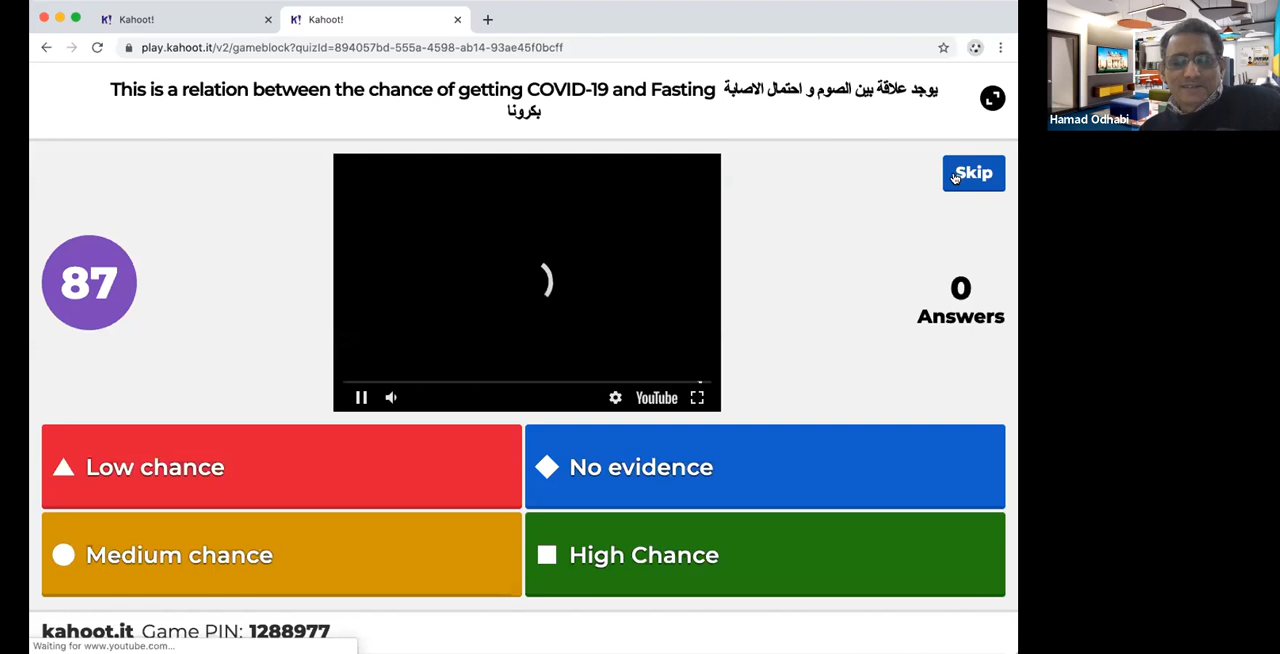 K! Kahoot!
K! Kahoot!
play.kahoot.it/v2/gameblock?quizId=894057bd-555a-4598-ab14-93ae45f0bcff
This is a relation between the chance of getting COVID-19 and Fasting يوجد علاقة بين الصوم و احتمال الاصابة
بكرونا
Hamad Odhabi
Skip
87
0
Answers
YouTube
Low chance
No evidence
Medium chance
High Chance
kahoot.it Game PIN: 1288977
Waiting for www.youtube.com...